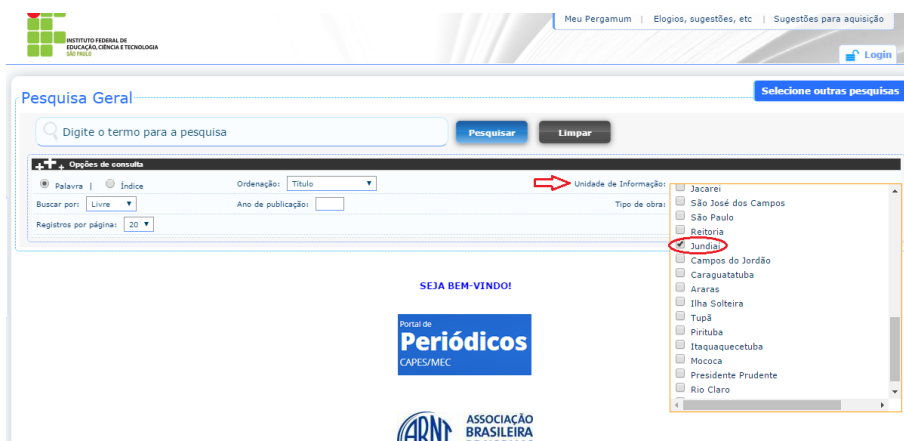 Meu Pergamum | Elogios, sugestões, etc | Sugestões para aquisição
INSTITUTO FEDERAL DE
EDUCAÇÃO, CIÊNCIA E TECNOLOGIA
SÃO PAULO
Login
Pesquisa Geral
Selecione outras pesquisas
Digite o termo para a pesquisa
Pesquisar
Limpar
Opções de consulta
Palavra | Índice
Ordenação: Título
Unidade de Informação:
Buscar por: Livre
Ano de publicação:
Tipo de obra:
Registros por página: 20
Jacarei
São José dos Campos
São Paulo
Reitoria
Jundiaí
Campos do Jordão
Caraguatatuba
Araras
Ilha Solteira
Tupã
Pirituba
Itaquaquecetuba
Mococa
Presidente Prudente
Rio Claro
SEJA BEM-VINDO!
Portal de
Periódicos
CAPES/MEC
ABNT
ASSOCIAÇÃO
BRASILEIRA